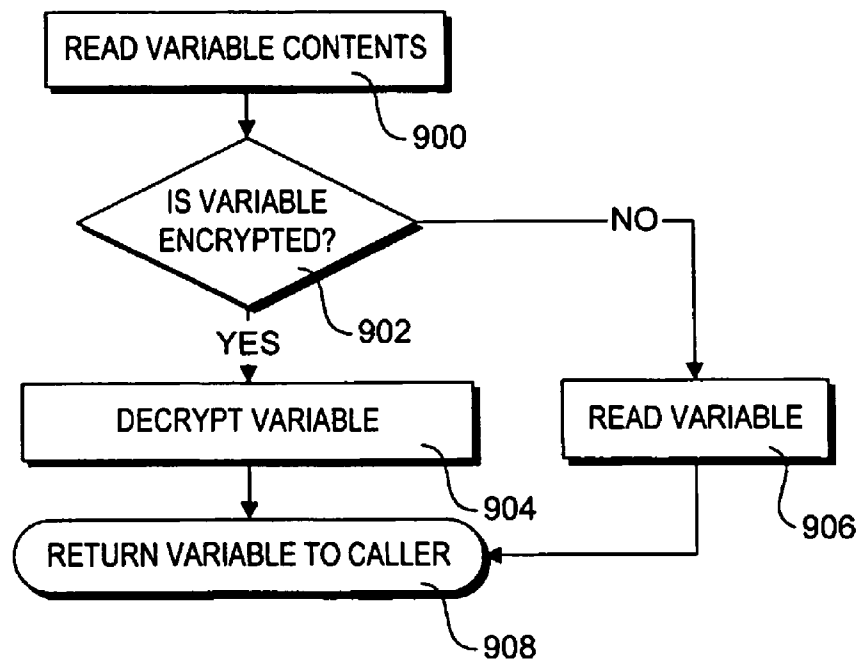 READ VARIABLE CONTENTS
900
IS VARIABLE
ENCRYPTED?
NO
902
YES
DECRYPT VARIABLE
READ VARIABLE
904
906
RETURN VARIABLE TO CALLER
908